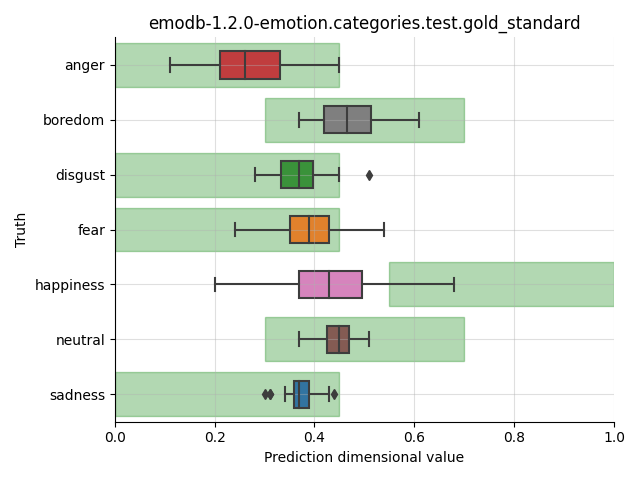 emodb-1.2.0-emotion.categories.test.gold_standard
Truth
anger
boredom
disgust
fear
happiness
neutral
sadness
0.0 0.2 0.4 0.6 0.8 1.0
Prediction dimensional value